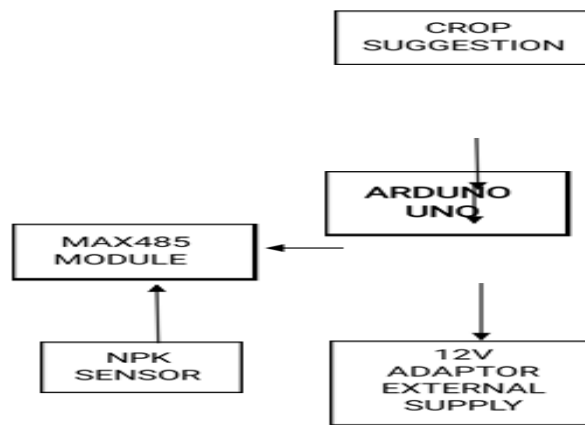 CROP
SUGGESTION
ARDUNO
UNO
MAX485
MODULE
NPK
SENSOR
12V
ADAPTOR
EXTERNAL
SUPPLY